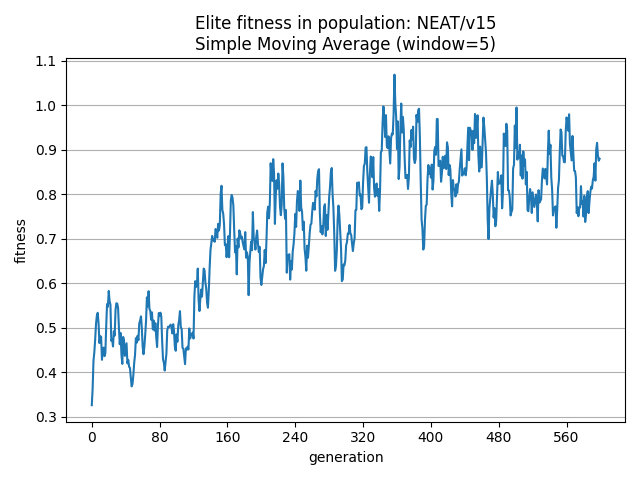 Elite fitness in population: NEAT/v15
Simple Moving Average (window=5)
1.1
1.0
0.9
0.8
0.7
0.6
0.5
0.4
0.3
fitness
0 80 160 240 320 400 480 560
generation